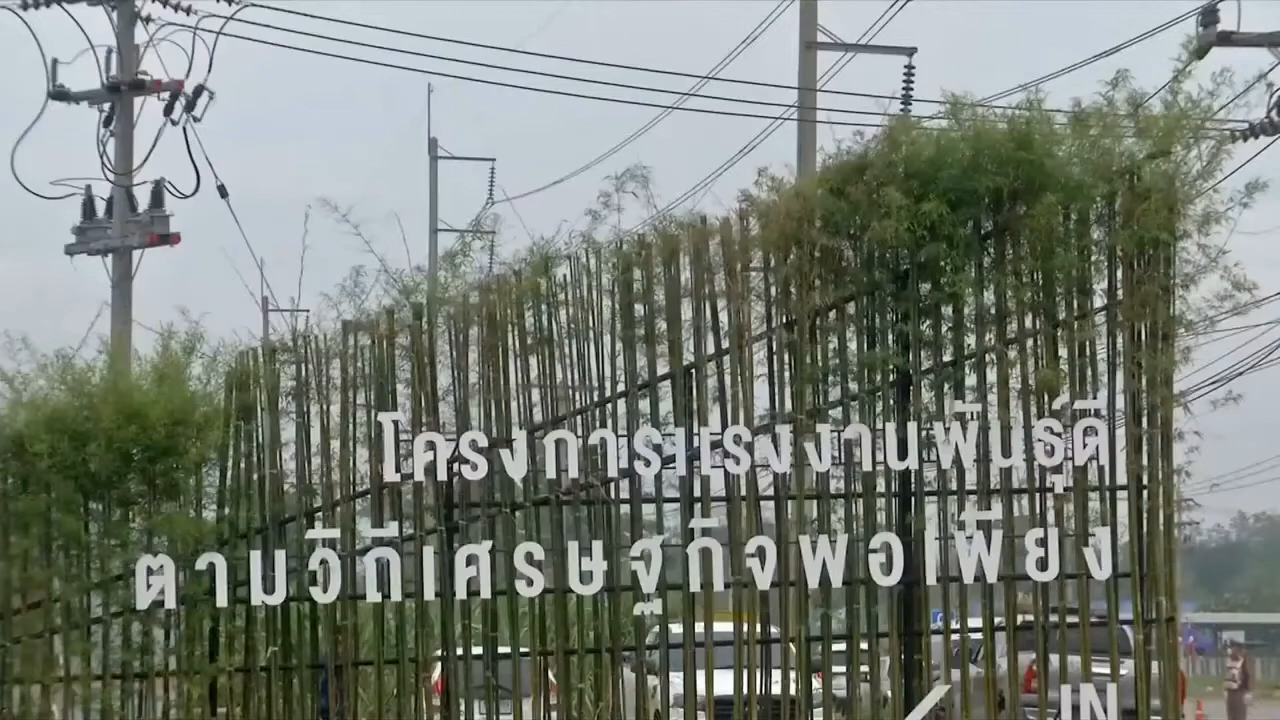 โครงการแรงงานพันธุ์ดี
ตามวิถีเศรษฐกิจพอเพียง
IN